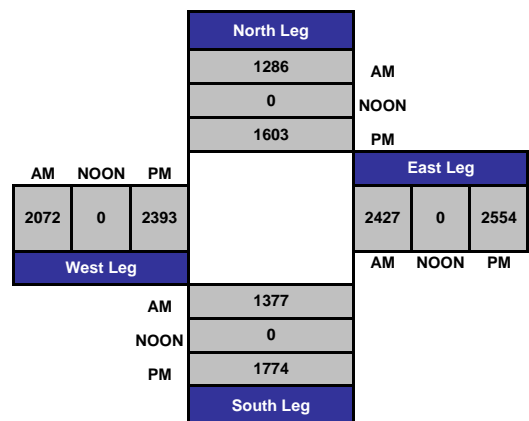 North Leg
1286 AM
0 NOON
1603 PM
AM NOON PM East Leg
2072 0 2393 2427 0 2554
West Leg AM NOON PM
AM 1377
NOON 0
PM 1774
South Leg